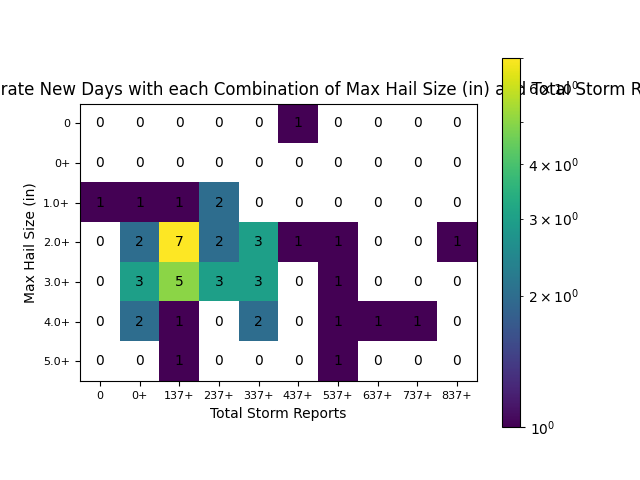 rate New Days with each Combination of Max Hail Size (in) and Total Storm R
6×10⁰
0 0 0 0 0 0 1 0 0 0 0
0+ 0 0 0 0 0 0 0 0 0 0
4×10⁰
1.0+ 1 1 1 2 0 0 0 0 0 0
3×10⁰
2.0+ 0 2 7 2 3 1 1 0 0 1
3.0+ 0 3 5 3 3 0 1 0 0 0
2×10⁰
4.0+ 0 2 1 0 2 0 1 1 1 0
5.0+ 0 0 1 0 0 0 1 0 0 0
Max Hail Size (in)
0 0+ 137+ 237+ 337+ 437+ 537+ 637+ 737+ 837+
Total Storm Reports
10⁰